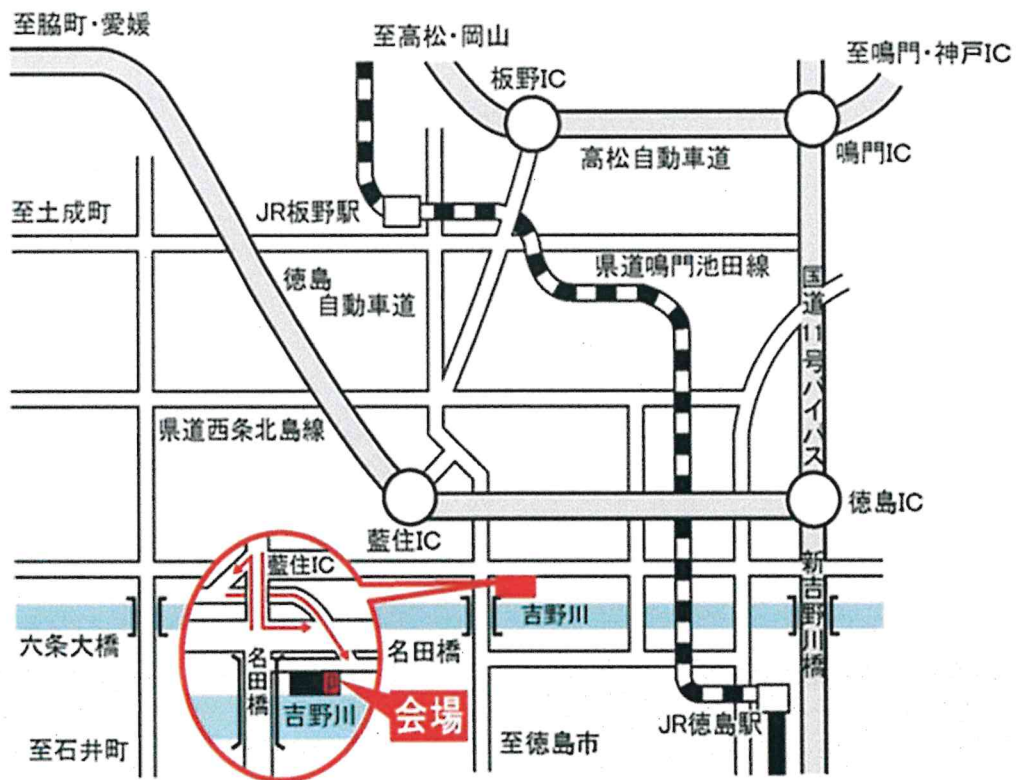 至脇町・愛媛
至高松・岡山
至鳴門・神戸IC
板野IC
高松自動車道
鳴門IC
JR板野駅
至土成町
徳島
自動車道
県道鳴門池田線
国道11号バイパス
県道西条北島線
藍住IC
徳島IC
藍住IC
新吉野川橋
吉野川
六条大橋
名田橋
名田橋
吉野川
会場
JR徳島駅
至石井町
至徳島市